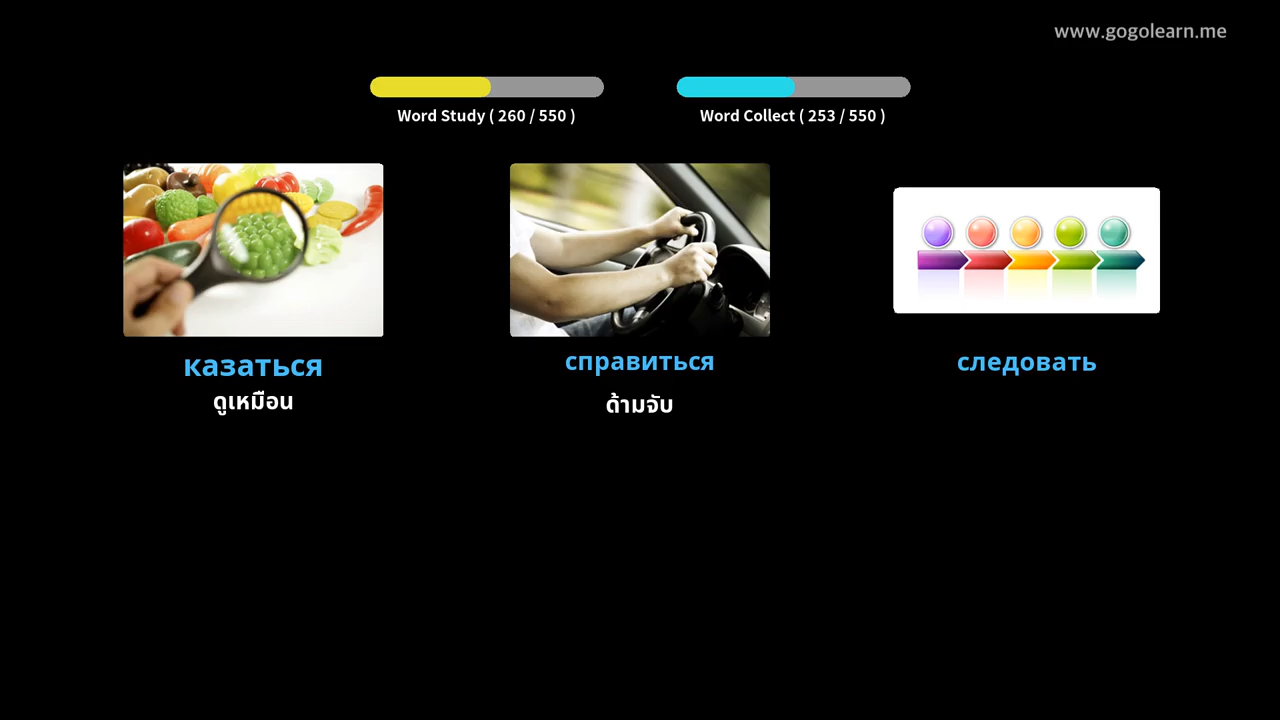 www.gogolearn.me
Word Study ( 260 / 550 )
Word Collect ( 253 / 550 )
казаться
ดูเหมือน
справиться
ด้ามจับ
следовать